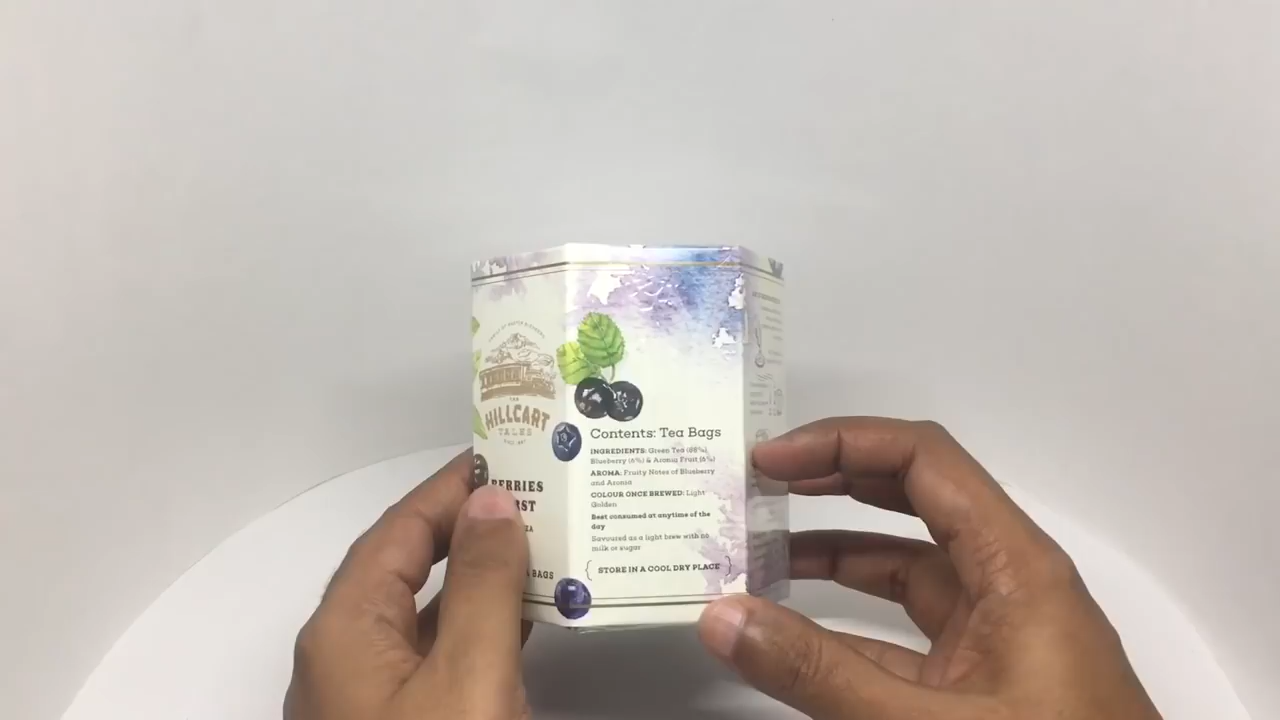 THE
HILLCART
TALES
BERRIES
TEA BAGS
Contents: Tea Bags
INGREDIENTS: Green Tea (88%),
Blueberry (6%) & Aronia Fruit (6%)
AROMA: Fruity Notes of Blueberry
and Aronia
COLOUR ONCE BREWED: Light
Golden
Best consumed at anytime of the
day
Savoured as a light brew with no
milk or sugar
{ STORE IN A COOL DRY PLACE }